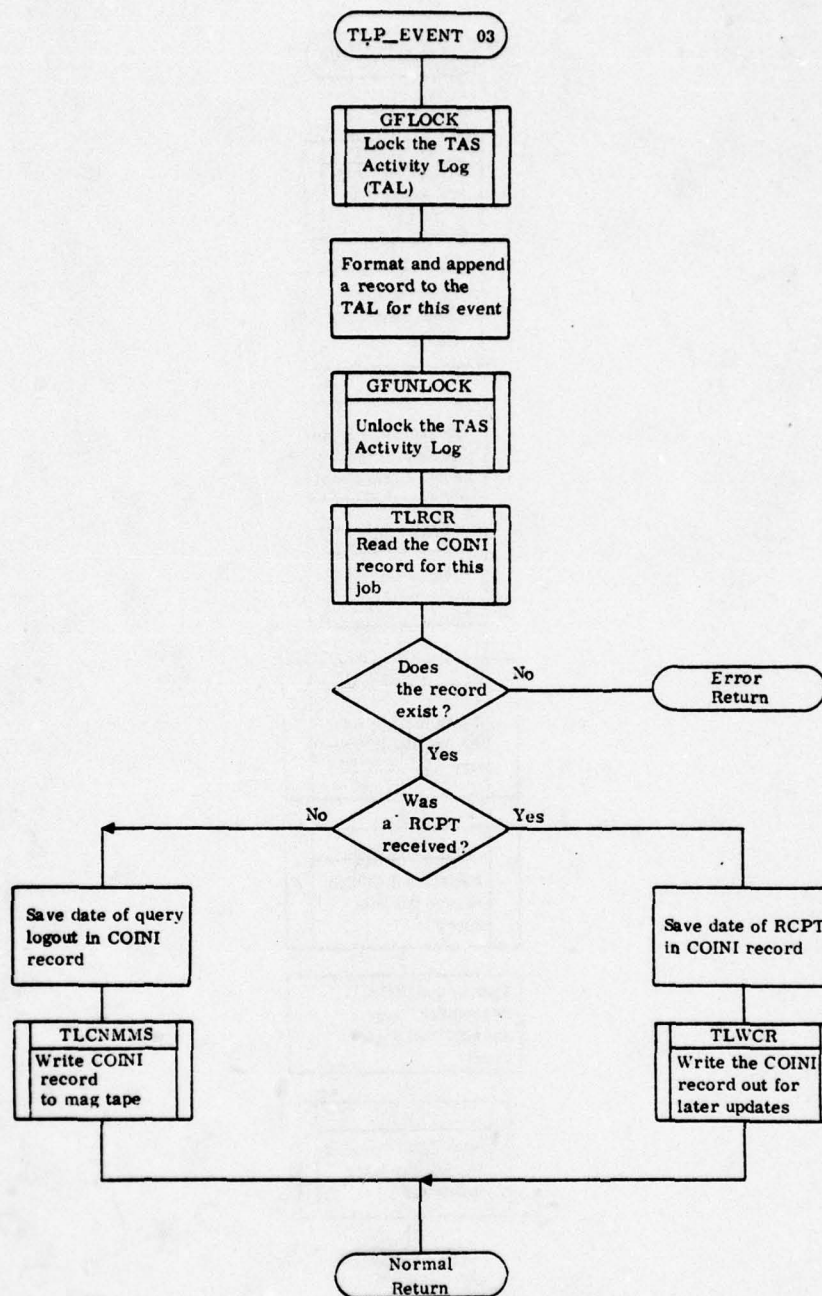 TLP_EVENT 03
GFLOCK
Lock the TAS
Activity Log
(TAL)
Format and append
a record to the
TAL for this event
GFUNLOCK
Unlock the TAS
Activity Log
TLRCR
Read the COINI
record for this
job
Does
the record
exist?
No
Error
Return
Yes
Was
a RCPT
received?
No
Yes
Save date of query
logout in COINI
record
Save date of RCPT
in COINI record
TLCNMMS
Write COINI
record
to mag tape
TLWCR
Write the COINI
record out for
later updates
Normal
Return